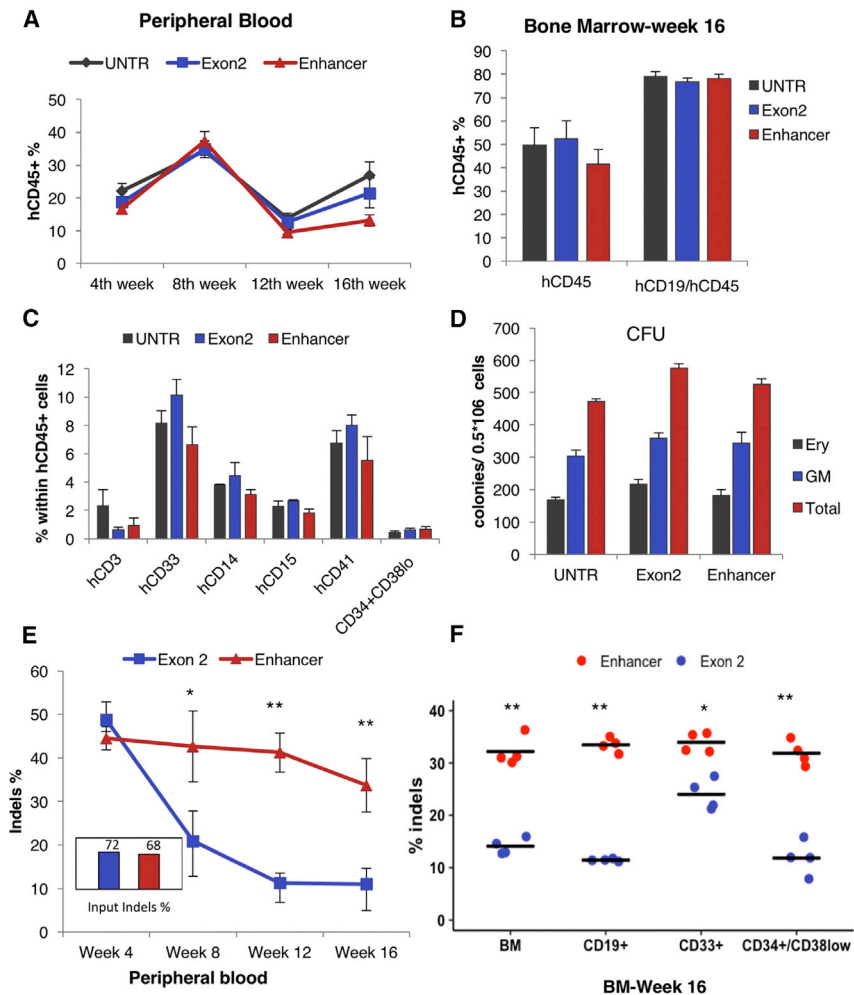 A
Peripheral Blood
UNTR Exon2 Enhancer
hCD45+ %
50
40
30
20
10
0
4th week 8th week 12th week 16th week
B
Bone Marrow-week 16
hCD45+ %
90
80
70
60
50
40
30
20
10
0
hCD45 hCD19/hCD45
UNTR
Exon2
Enhancer
C
UNTR Exon2 Enhancer
% within hCD45+ cells
12
10
8
6
4
2
0
hCD3 hCD33 hCD14 hCD15 hCD41 CD34+CD38lo
D
CFU
colonies/ 0.5*106 cells
700
600
500
400
300
200
100
0
UNTR Exon2 Enhancer
Ery
GM
Total
E
Exon 2 Enhancer
Indels %
60
50
40
30
20
10
0
* ** **
72 68
Input Indels %
Week 4 Week 8 Week 12 Week 16
Peripheral blood
F
Enhancer Exon 2
% indels
40
30
20
10
0
** ** * **
BM CD19+ CD33+ CD34+/CD38low
BM-Week 16